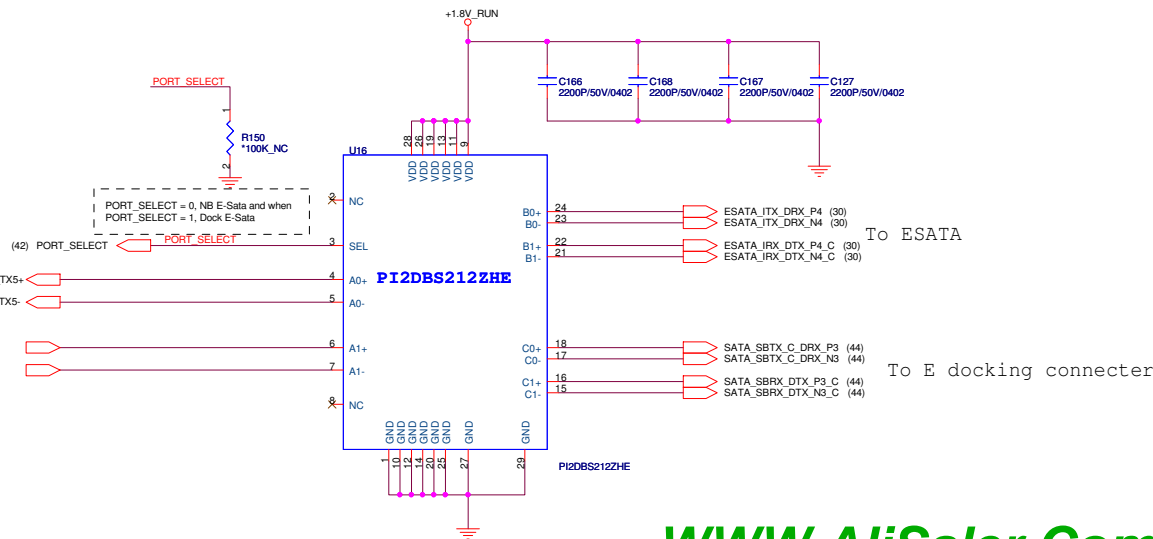 +1.8V_RUN
PORT_SELECT
C166
2200P/50V/0402
C168
2200P/50V/0402
C167
2200P/50V/0402
C127
2200P/50V/0402
1
R150
*100K_NC
2
U16
28
26
19
13
11
9
VDD
VDD
VDD
VDD
VDD
VDD
PORT_SELECT = 0, NB E-Sata and when
PORT_SELECT = 1, Dock E-Sata
2
NC
(42) PORT_SELECT
PORT_SELECT
3
SEL
TX5+
4
A0+
PI2DBS212ZHE
TX5-
5
A0-
6
A1+
7
A1-
8
NC
B0+ 24 ESATA_ITX_DRX_P4 (30)
B0- 23 ESATA_ITX_DRX_N4 (30)
To ESATA
B1+ 22 ESATA_IRX_DTX_P4_C (30)
B1- 21 ESATA_IRX_DTX_N4_C (30)
C0+ 18 SATA_SBTX_C_DRX_P3 (44)
C0- 17 SATA_SBTX_C_DRX_N3 (44)
To E docking connecter
C1+ 16 SATA_SBRX_DTX_P3_C (44)
C1- 15 SATA_SBRX_DTX_N3_C (44)
GND
GND
GND
GND
GND
GND
GND
GND
1
10
12
14
20
25
27
29
PI2DBS212ZHE
WWW.AliSaler.Com